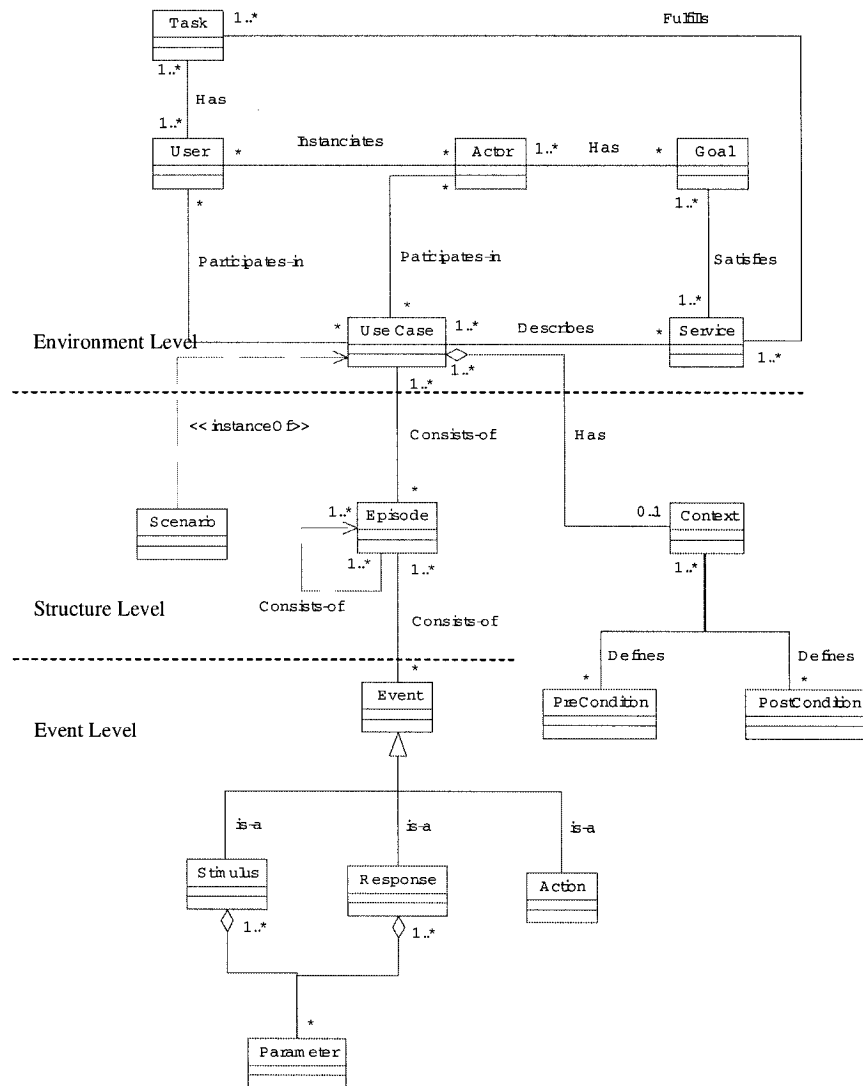 Task
1..*
Fulfills
1..*
Has
1..*
User
*
Instanciates
*
Actor
1..*
Has
*
Goal
*
*
1..*
Participates-in
Paticipates-in
Satisfies
*
1..*
Environment Level
*
Use Case
1..*
Describes
*
Service
1..*
1..*
1..*
<<instanceOf>>
Consists-of
Has
*
Scenario
1..*
Episode
0..1
Context
1..*
1..*
1..*
Structure Level
Consists-of
Consists-of
Defines
Defines
*
*
*
Event
PreCondition
PostCondition
Event Level
is-a
is-a
is-a
Stimulus
Response
Action
1..*
1..*
*
Parameter